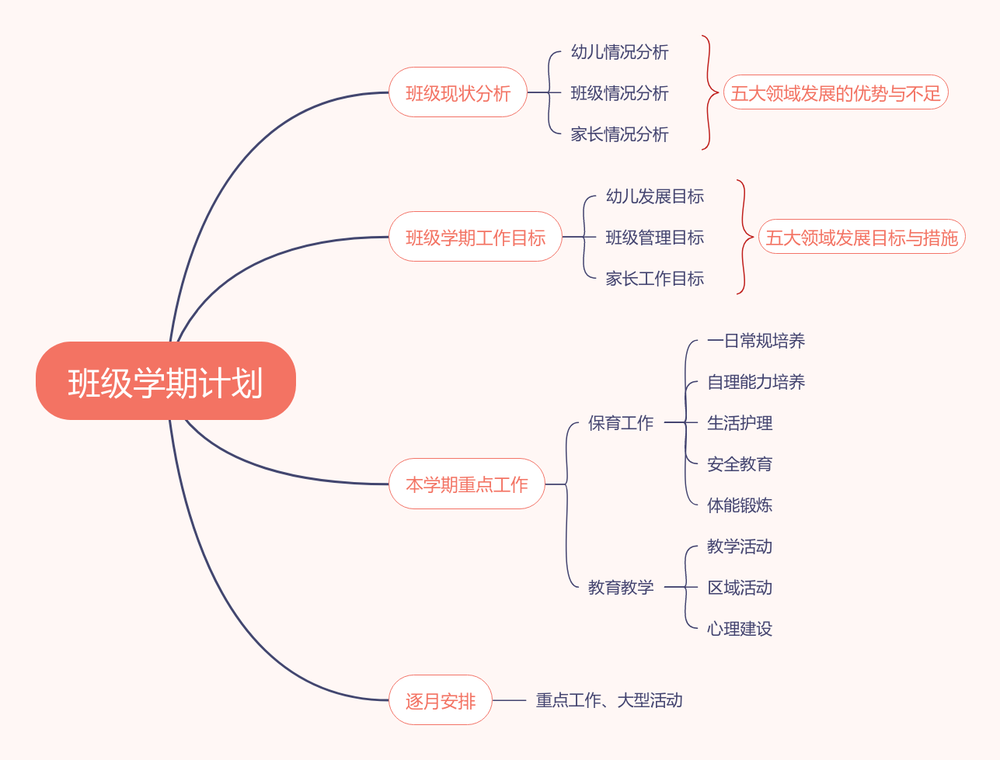 班级学期计划
班级现状分析
幼儿情况分析
班级情况分析
家长情况分析
五大领域发展的优势与不足
班级学期工作目标
幼儿发展目标
班级管理目标
家长工作目标
五大领域发展目标与措施
本学期重点工作
保育工作
一日常规培养
自理能力培养
生活护理
安全教育
体能锻炼
教育教学
教学活动
区域活动
心理建设
逐月安排
重点工作、大型活动